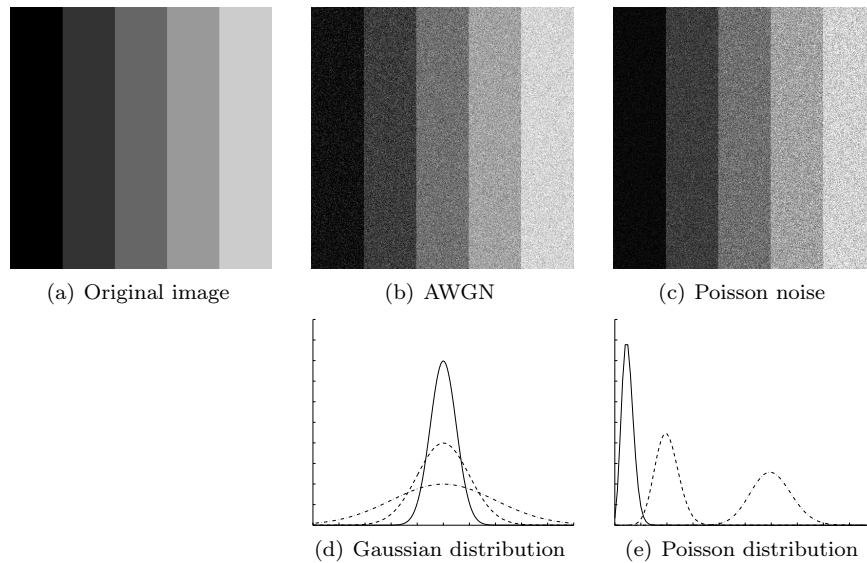 (a) Original image
(b) AWGN
(c) Poisson noise
(d) Gaussian distribution
(e) Poisson distribution